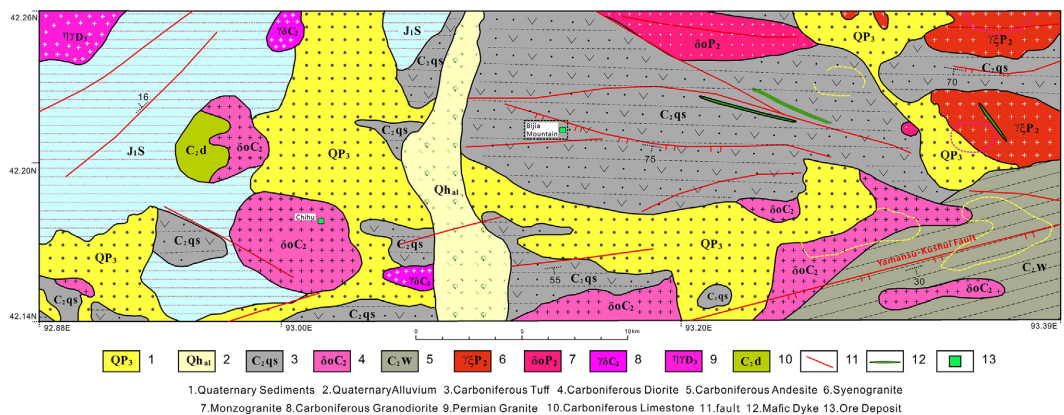 42.26N
ηγD₃
γδC₂
J₁S
C₂qs
QP₃
δoP₂
QP₃
γξP₂
C₂qs
70
16
Bijia
Mountain
C₂qs
C₂qs
75
γξP₂
QP₃
J₁S
C₂d
δoC₂
QP₃
Qhal
42.20N
Chihu
δoC₂
C₂qs
δoC₂
C₂qs
QP₃
QP₃
δoC₂
Yamansu-Kushui Fault
C₂W
C₂qs
γδC₂
55
C₂qs
30
δoC₂
C₂qs
C₂qs
δoC₂
42.14N
92.88E
93.00E
0
5
10km
93.20E
93.39E
QP₃ 1 Qhal 2 C₂qs 3 δoC₂ 4 C₂W 5 γξP₂ 6 δoP₂ 7 γδC₂ 8 ηγD₃ 9 C₂d 10 11 12 13
1.Quaternary Sediments 2.QuaternaryAlluvium 3.Carboniferous Tuff 4.Carboniferous Diorite 5.Carboniferous Andesite 6.Syenogranite
7.Monzogranite 8.Carboniferous Granodiorite 9.Permian Granite 10.Carboniferous Limestone 11.fault 12.Mafic Dyke 13.Ore Deposit